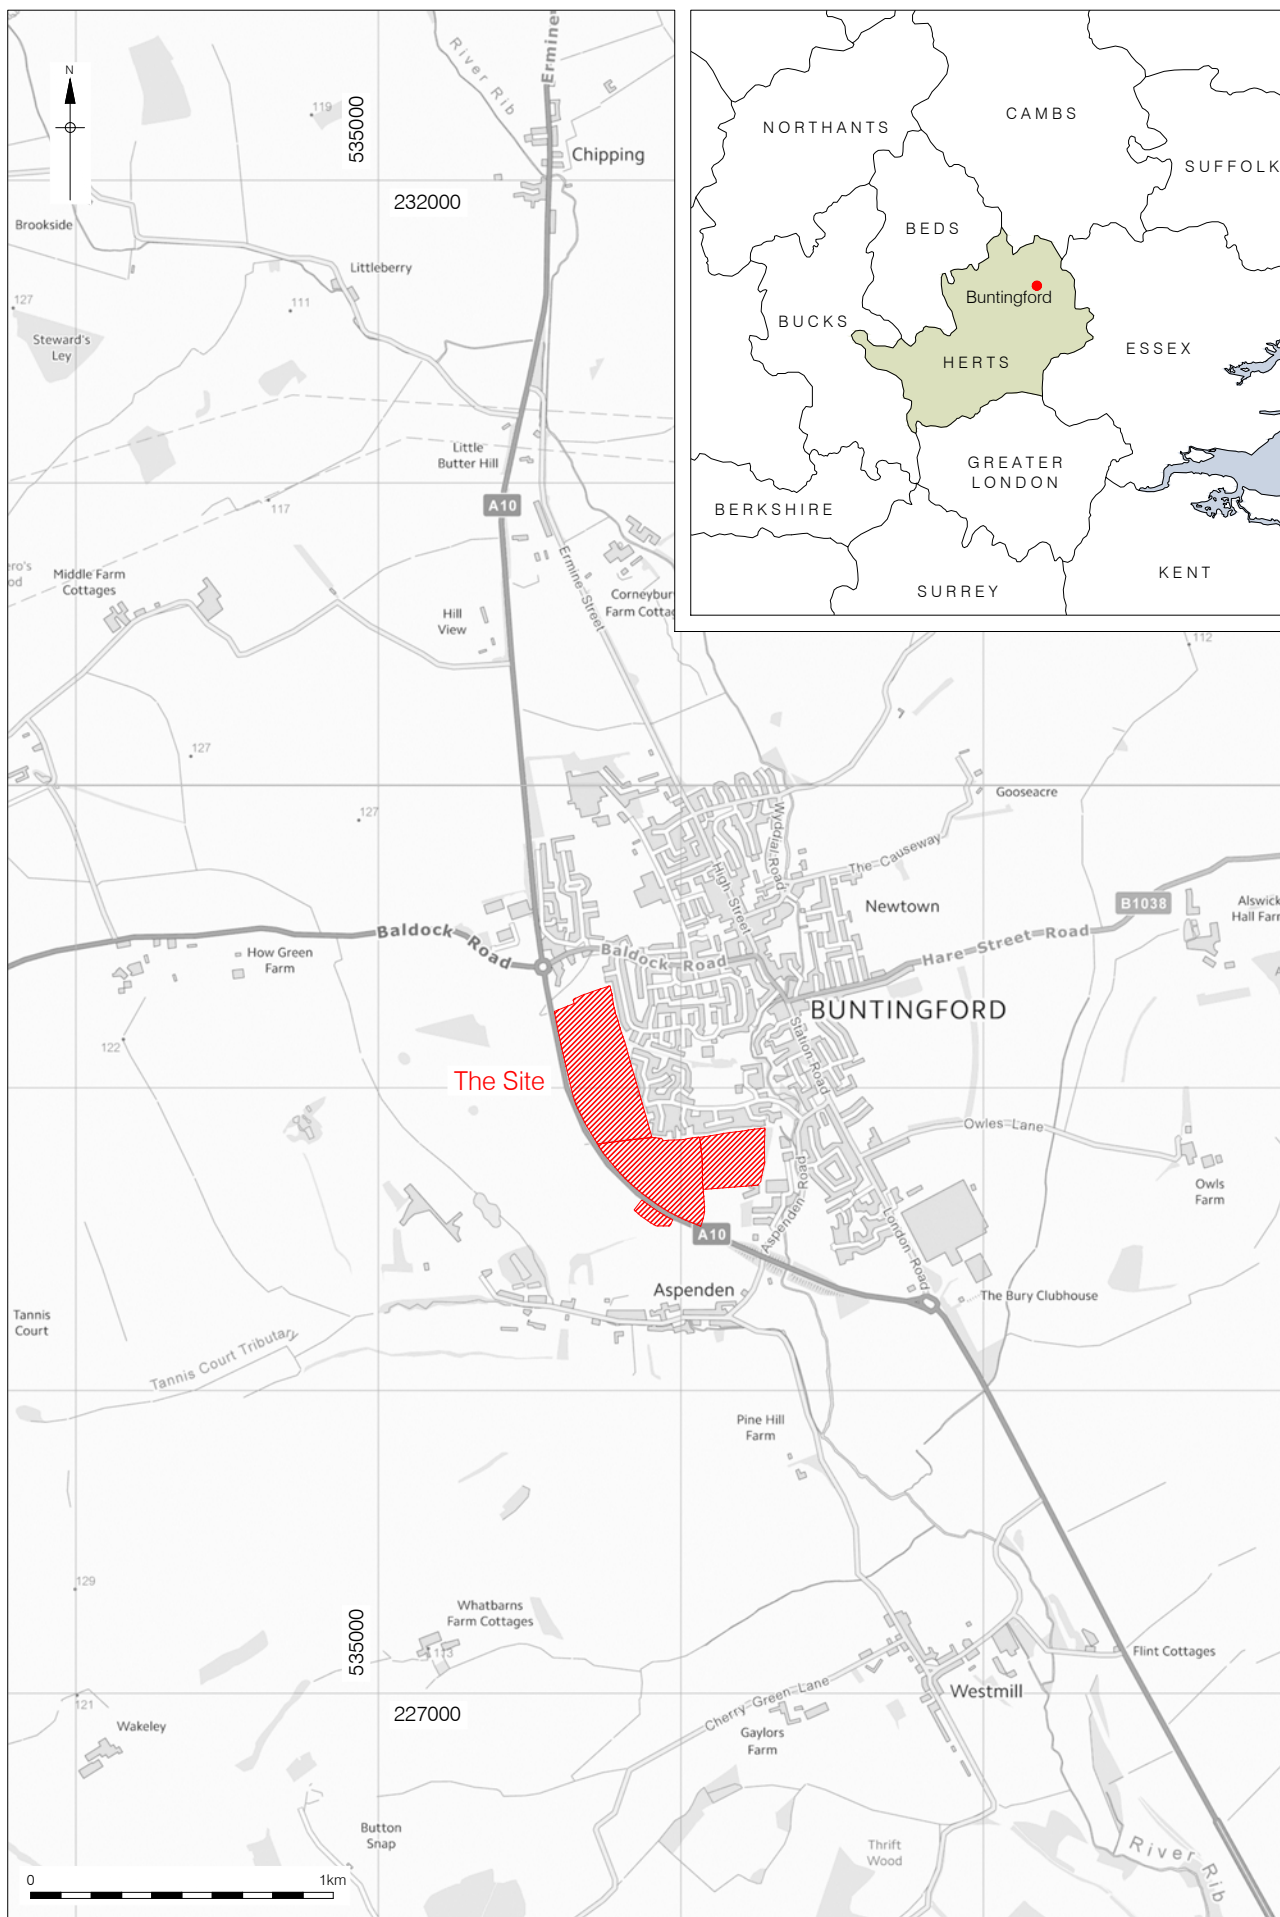 N
River Rib
Ermine
119
535000
Chipping
232000
Brookside
Littleberry
127
111
Steward's
Ley
Little
Butter Hill
A10
117
Ermine Street
Middle Farm
Cottages
Hill
View
Corneybur
Farm Cottag
NORTHANTS
CAMBS
SUFFOLK
BEDS
Buntingford
BUCKS
HERTS
ESSEX
GREATER
LONDON
BERKSHIRE
SURREY
KENT
112
127
127
Gooseacre
Wyddial Road
The Causeway
High Street
Newtown
B1038
Alswick
Hall Farm
Baldock Road
Baldock Road
Hare Street Road
How Green
Farm
BUNTINGFORD
122
Station Road
The Site
Owles Lane
Owls
Farm
Aspenden Road
London Road
A10
Aspenden
The Bury Clubhouse
Tannis
Court
Tannis Court Tributary
Pine Hill
Farm
129
Whatbarns
Farm Cottages
535000
113
Flint Cottages
121
Westmill
227000
Wakeley
Cherry Green Lane
Gaylors
Farm
Button
Snap
Thrift
Wood
River Rib
0 1km